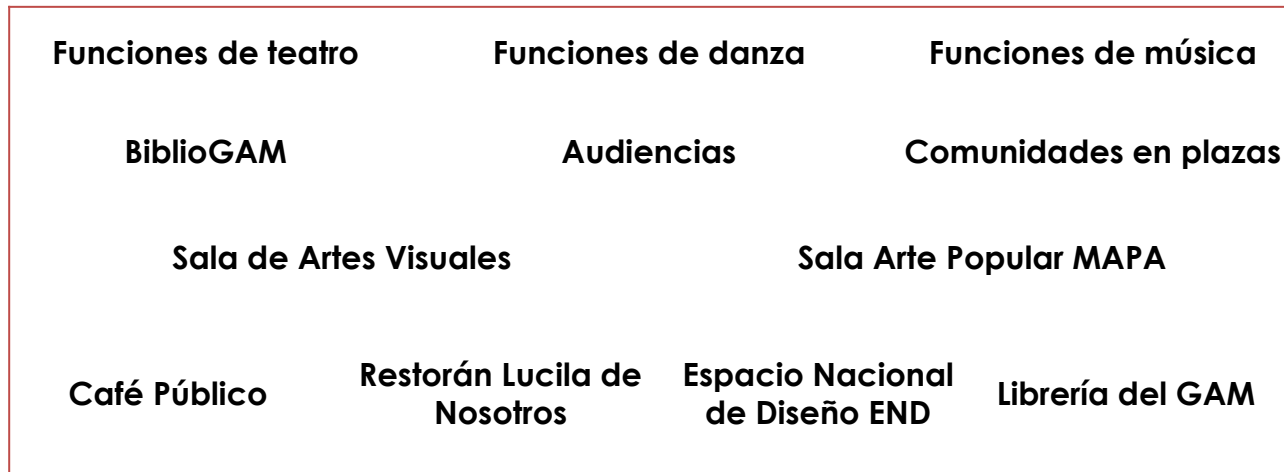 Funciones de teatro
Funciones de danza
Funciones de música
BiblioGAM
Audiencias
Comunidades en plazas
Sala de Artes Visuales
Sala Arte Popular MAPA
Café Público
Restorán Lucila de
Nosotros
Espacio Nacional
de Diseño END
Librería del GAM